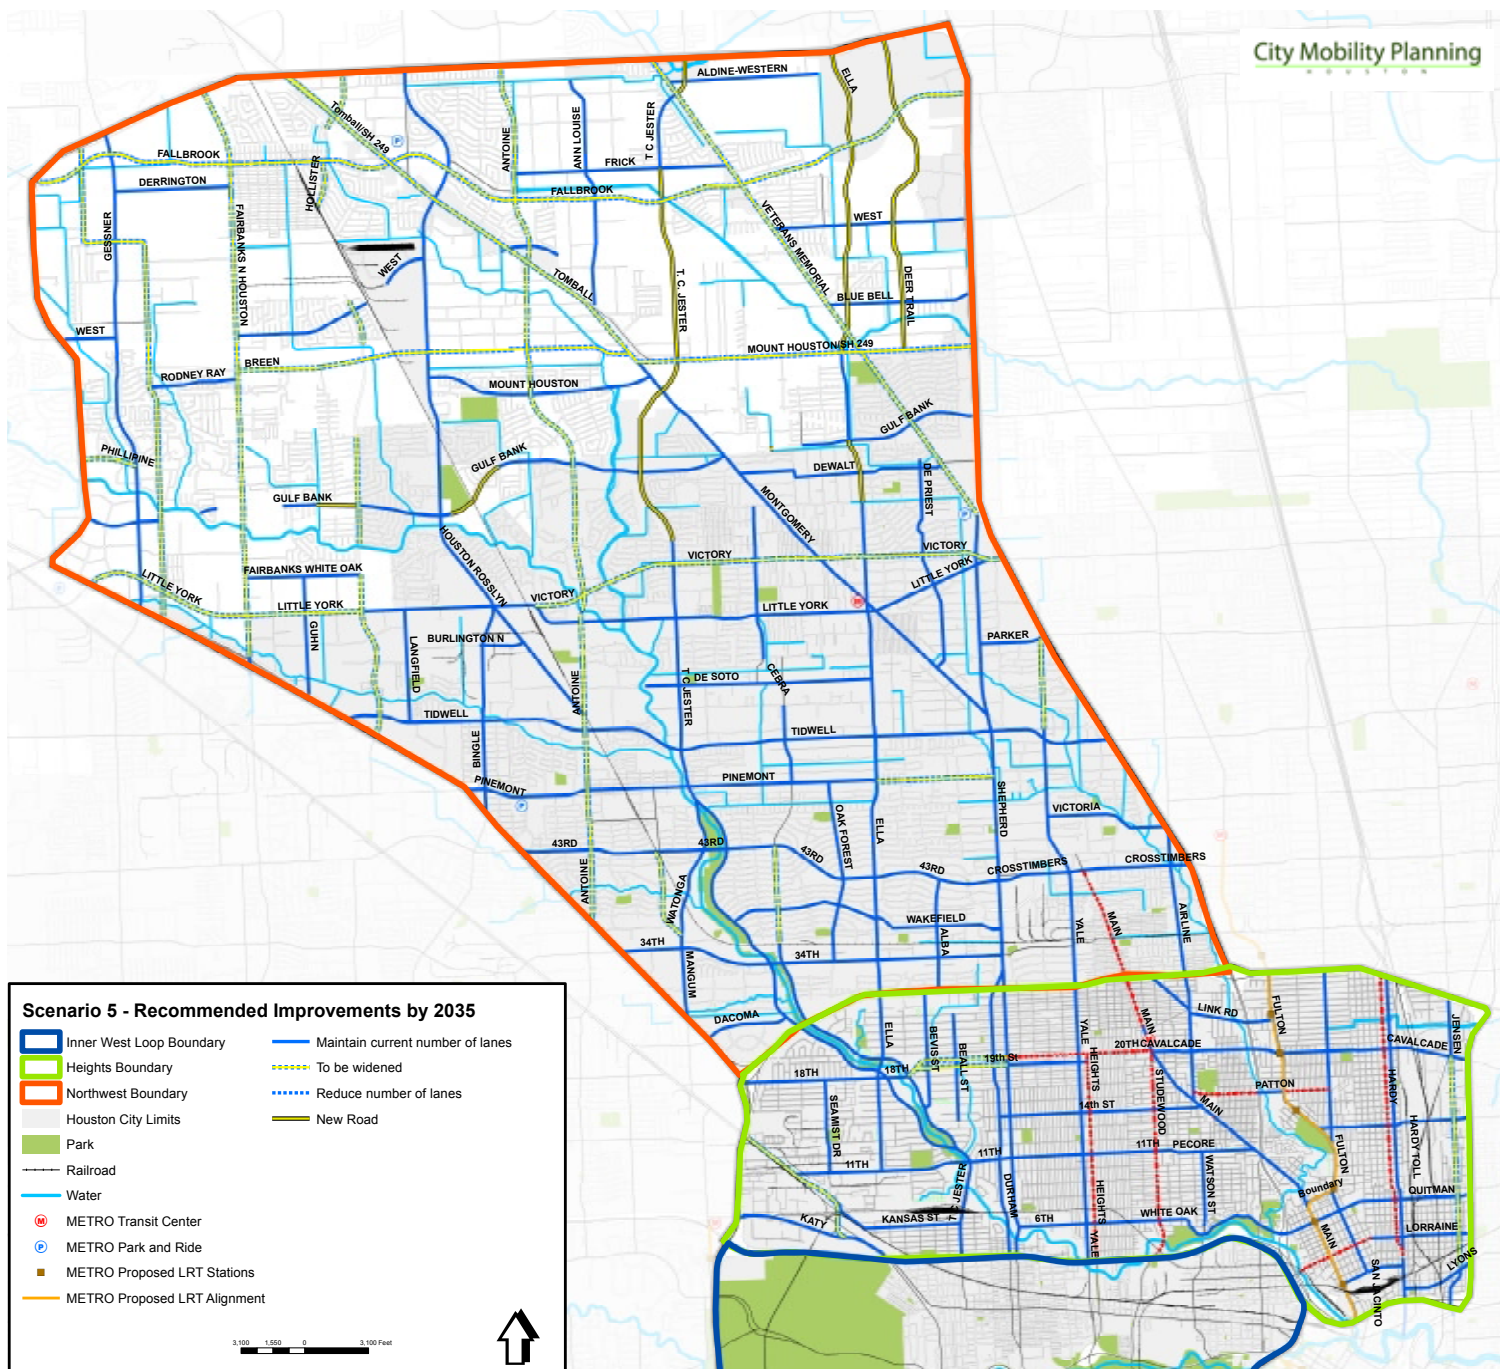 City Mobility Planning
HOUSTON
ALDINE-WESTERN
ELLA
Tomball/SH 249
ANTOINE
ANN LOUISE
T C JESTER
FALLBROOK
FRICK
DERRINGTON
HOLLISTER
FALLBROOK
GESSNER
FAIRBANKS N HOUSTON
VETERANS MEMORIAL
WEST
WEST
TOMBALL
T. C. JESTER
DEER TRAIL
BLUE BELL
WEST
BREEN
MOUNT HOUSTON/SH 249
RODNEY RAY
MOUNT HOUSTON
GULF BANK
PHILLIPINE
GULF BANK
DEWALT
DE PRIEST
GULF BANK
MONTGOMERY
HOUSTON ROSSLYN
VICTORY
VICTORY
LITTLE YORK
FAIRBANKS WHITE OAK
LITTLE YORK
VICTORY
LITTLE YORK
LITTLE YORK
GUHN
LANGFIELD
BURLINGTON N
PARKER
ANTOINE
T C JESTER
DE SOTO
CEBRA
TIDWELL
TIDWELL
BINGLE
PINEMONT
PINEMONT
SHEPHERD
OAK FOREST
ELLA
VICTORIA
43RD
43RD
43RD
43RD
CROSSTIMBERS
CROSSTIMBERS
ANTOINE
WATONGA
WAKEFIELD
ALBA
YALE
MAIN
AIRLINE
34TH
34TH
MANGUM
DACOMA
LINK RD
FULTON
JENSEN
ELLA
BEVIS ST
BEALL ST
YALE
MAIN
19th St
20TH
CAVALCADE
CAVALCADE
18TH
18TH
HEIGHTS
STUDEWOOD
PATTON
HARDY
SEAMIST DR
14th ST
MAIN
HARDY TOLL
11TH
11TH
11TH
PECORE
FULTON
WATSON ST
T C JESTER
DURHAM
HEIGHTS
Boundary
QUITMAN
KATY
KANSAS ST
6TH
WHITE OAK
YALE
MAIN
LORRAINE
SAN JACINTO
LYONS
Scenario 5 - Recommended Improvements by 2035
Inner West Loop Boundary
Heights Boundary
Northwest Boundary
Houston City Limits
Park
Railroad
Water
METRO Transit Center
METRO Park and Ride
METRO Proposed LRT Stations
METRO Proposed LRT Alignment
Maintain current number of lanes
To be widened
Reduce number of lanes
New Road
M
P
3,100 1,550 0 3,100 Feet